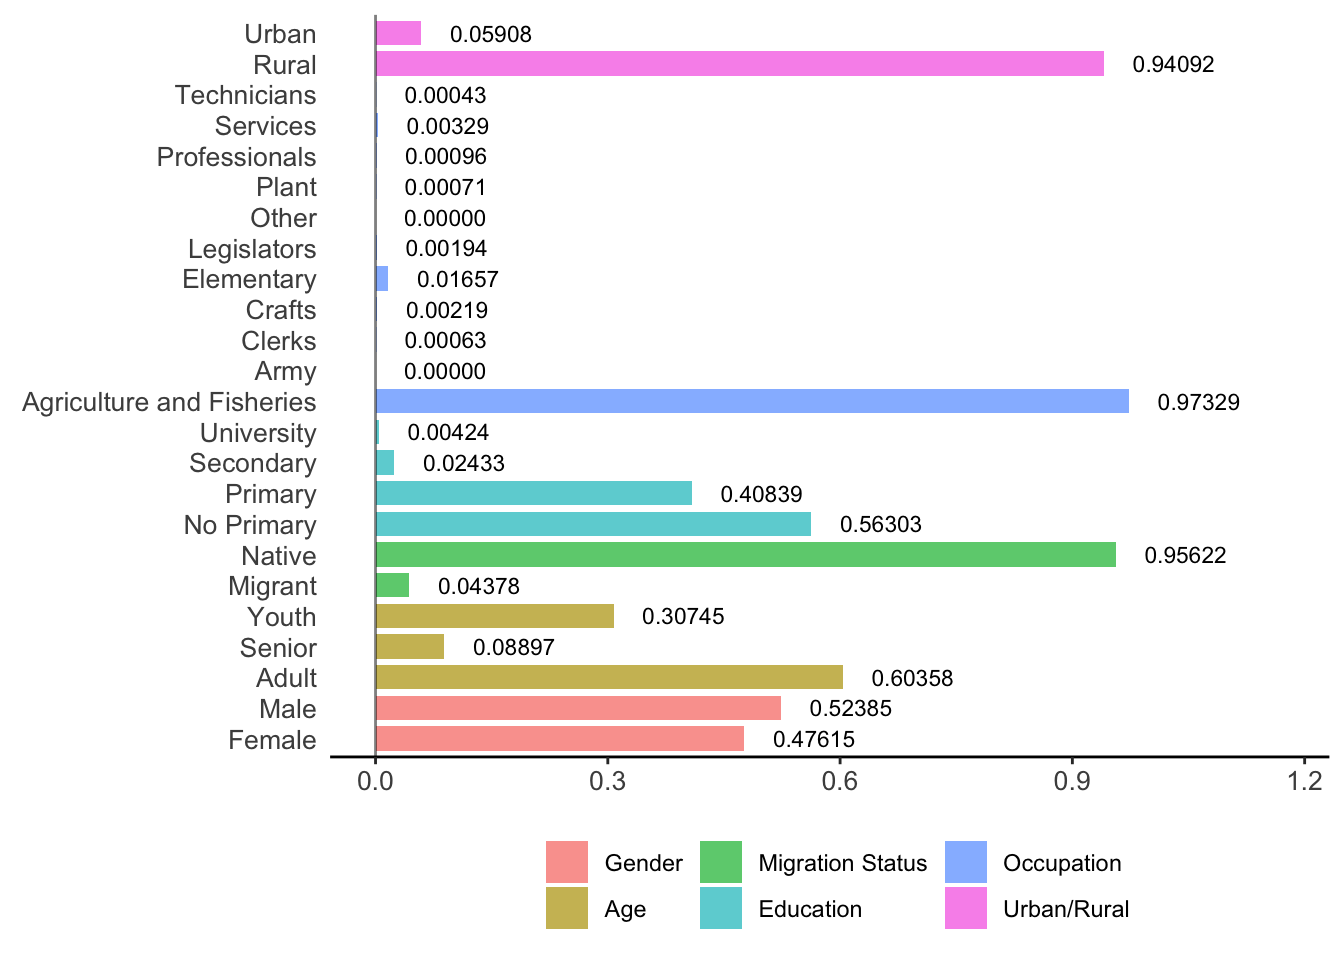 Urban 0.05908
Rural 0.94092
Technicians 0.00043
Services 0.00329
Professionals 0.00096
Plant 0.00071
Other 0.00000
Legislators 0.00194
Elementary 0.01657
Crafts 0.00219
Clerks 0.00063
Army 0.00000
Agriculture and Fisheries 0.97329
University 0.00424
Secondary 0.02433
Primary 0.40839
No Primary 0.56303
Native 0.95622
Migrant 0.04378
Youth 0.30745
Senior 0.08897
Adult 0.60358
Male 0.52385
Female 0.47615
0.0 0.3 0.6 0.9 1.2
Gender Migration Status Occupation
Age Education Urban/Rural